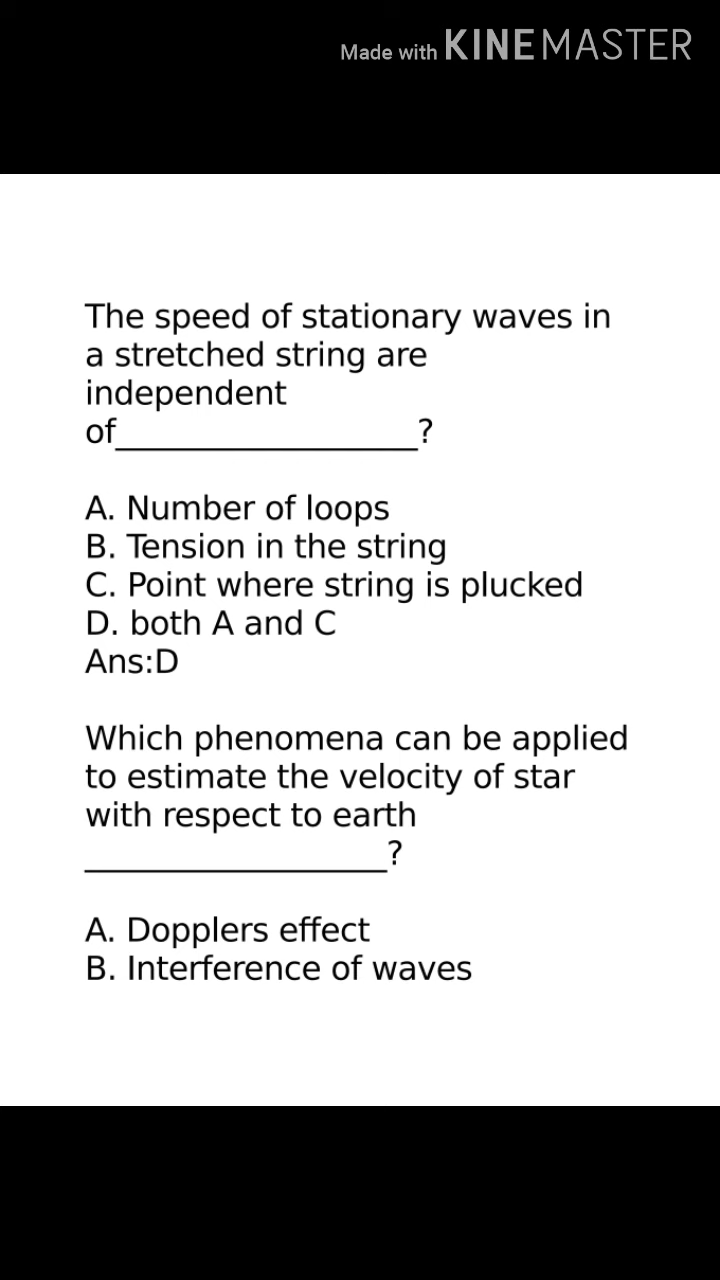 Made with KINEMASTER
The speed of stationary waves in
a stretched string are
independent
of____________________?
A. Number of loops
B. Tension in the string
C. Point where string is plucked
D. both A and C
Ans:D
Which phenomena can be applied
to estimate the velocity of star
with respect to earth
____________________?
A. Dopplers effect
B. Interference of waves